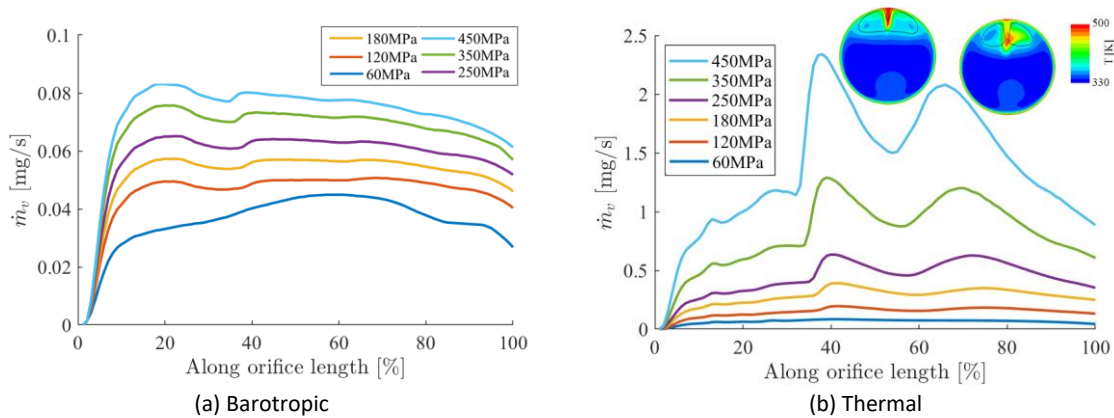 0.1
0.08
0.06
0.04
0.02
0
ṁᵥ [mg/s]
180MPa 450MPa
120MPa 350MPa
60MPa 250MPa
0 20 40 60 80 100
Along orifice length [%]
(a) Barotropic
2.5
2
1.5
1
0.5
0
ṁᵥ [mg/s]
450MPa
350MPa
250MPa
180MPa
120MPa
60MPa
500
T[K]
330
0 20 40 60 80 100
Along orifice length [%]
(b) Thermal